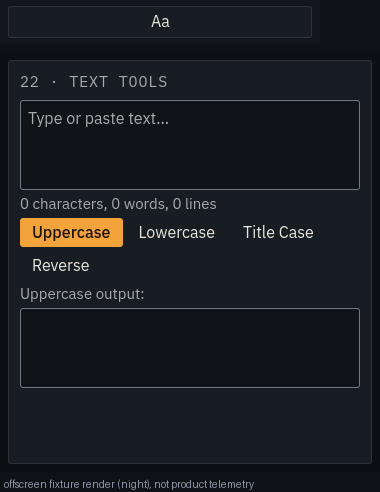 Aa
22 · TEXT TOOLS
Type or paste text...
0 characters, 0 words, 0 lines
Uppercase Lowercase Title Case
Reverse
Uppercase output:
offscreen fixture render (night), not product telemetry